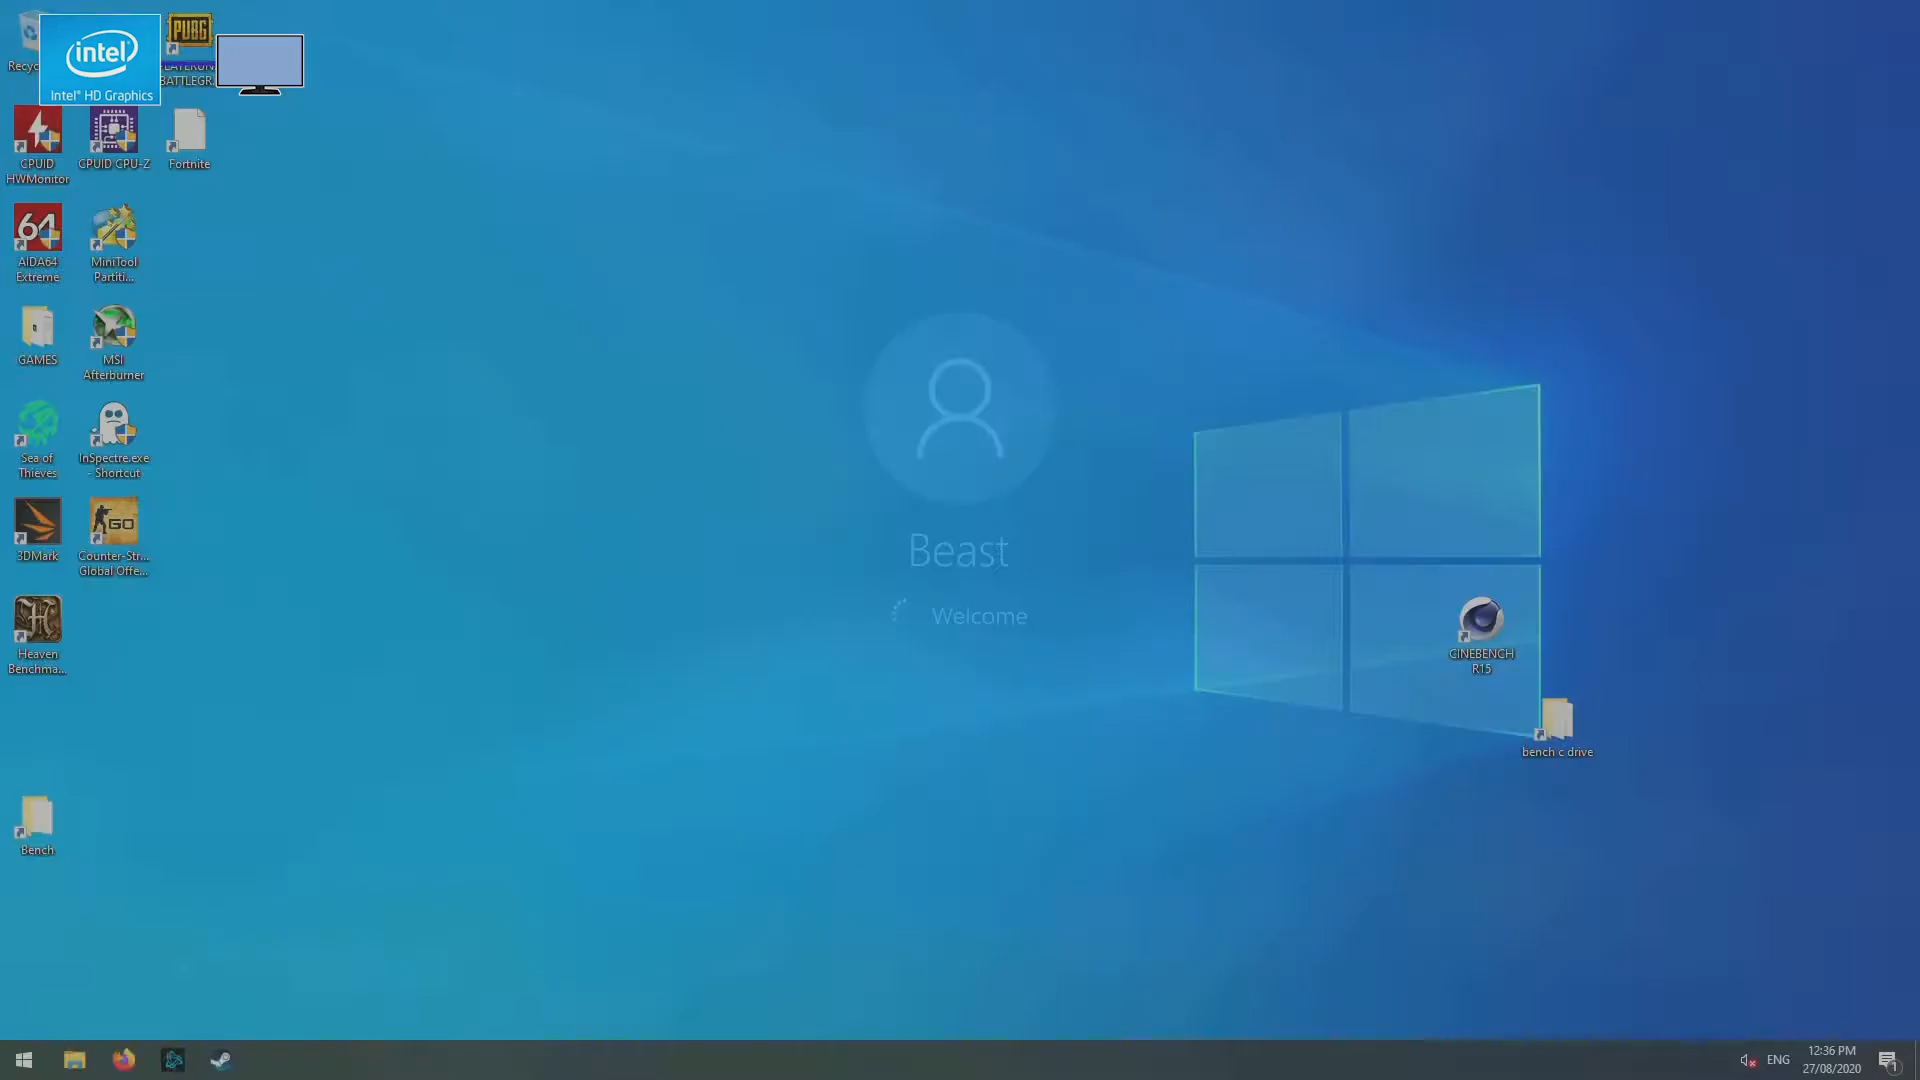 intel
Intel® HD Graphics
PUBG
BATTLEGR...
CPUID
HWMonitor
CPUID CPU-Z
Fortnite
64
AIDA64
Extreme
MiniTool
Partiti...
GAMES
MSI
Afterburner
Sea of
Thieves
InSpectre.exe
- Shortcut
3DMark
GO
Counter-Str...
Global Offe...
Heaven
Benchma...
Bench
Beast
Welcome
CINEBENCH
R15
bench c drive
ENG
12:36 PM
27/08/2020
1